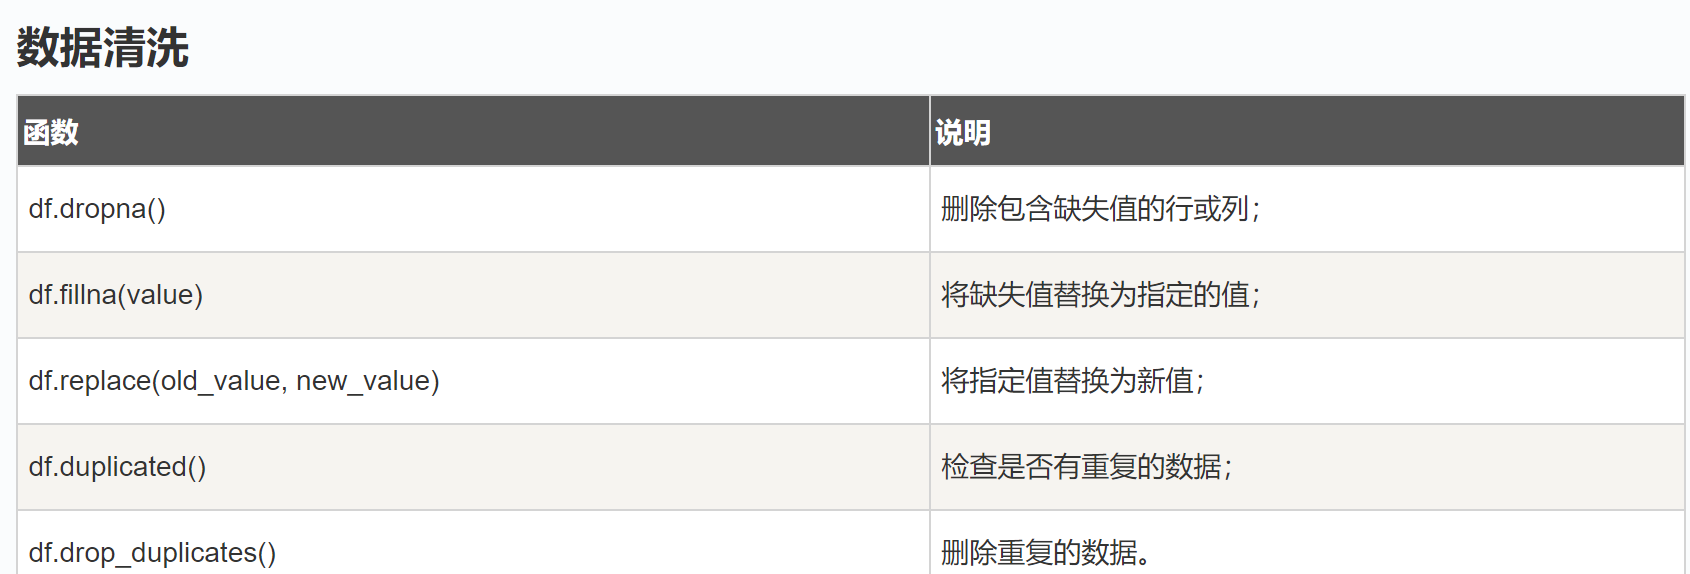 数据清洗
函数 说明
df.dropna() 删除包含缺失值的行或列；
df.fillna(value) 将缺失值替换为指定的值；
df.replace(old_value, new_value) 将指定值替换为新值；
df.duplicated() 检查是否有重复的数据；
df.drop_duplicates() 删除重复的数据。